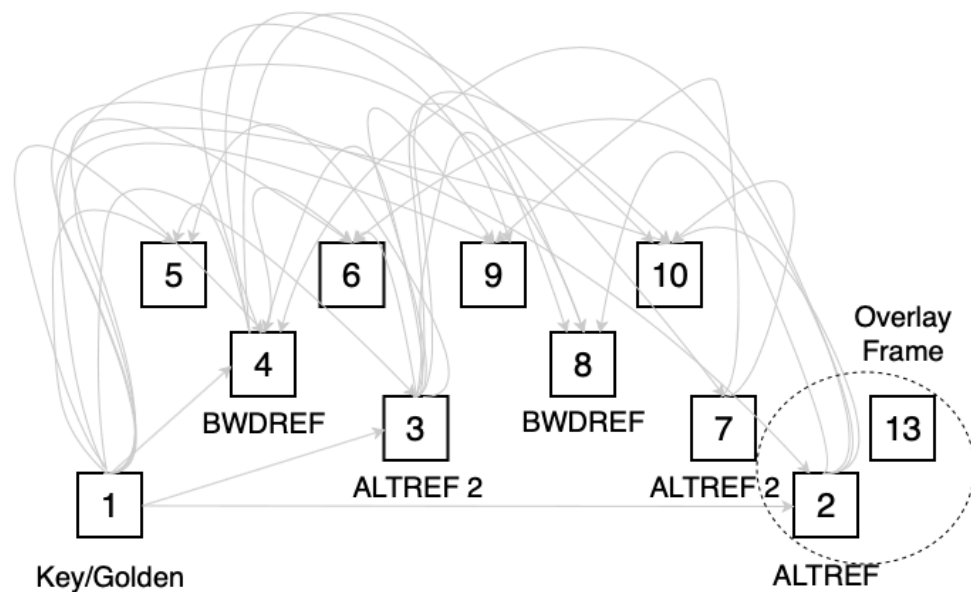 5
6
9
10
Overlay
Frame
4
8
BWDREF
BWDREF
3
7
13
ALTREF 2
ALTREF 2
1
2
Key/Golden
ALTREF